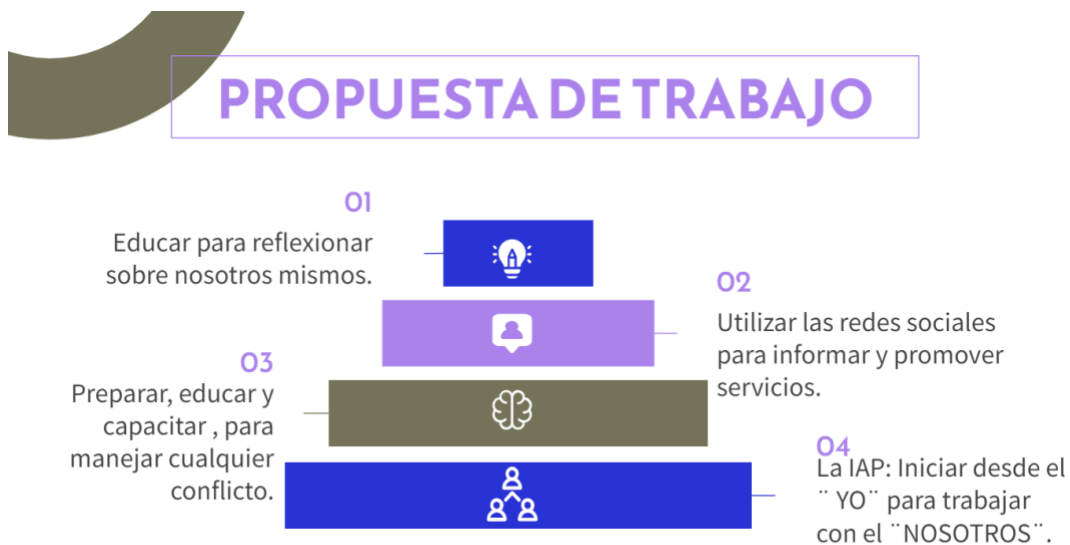 PROPUESTA DE TRABAJO
01
Educar para reflexionar
sobre nosotros mismos.
02
Utilizar las redes sociales
para informar y promover
servicios.
03
Preparar, educar y
capacitar , para
manejar cualquier
conflicto.
04
La IAP: Iniciar desde el
¨ YO¨ para trabajar
con el ¨NOSOTROS¨.